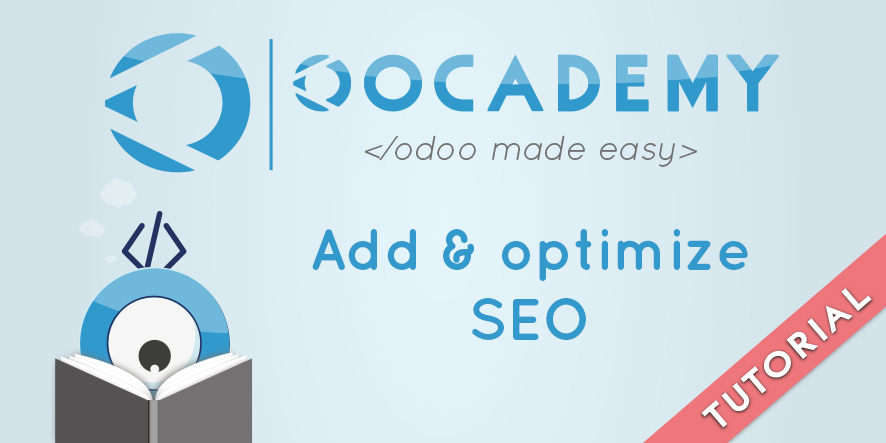 OOCADEMY
</odoo made easy>
</>
Add & optimize
SEO
TUTORIAL